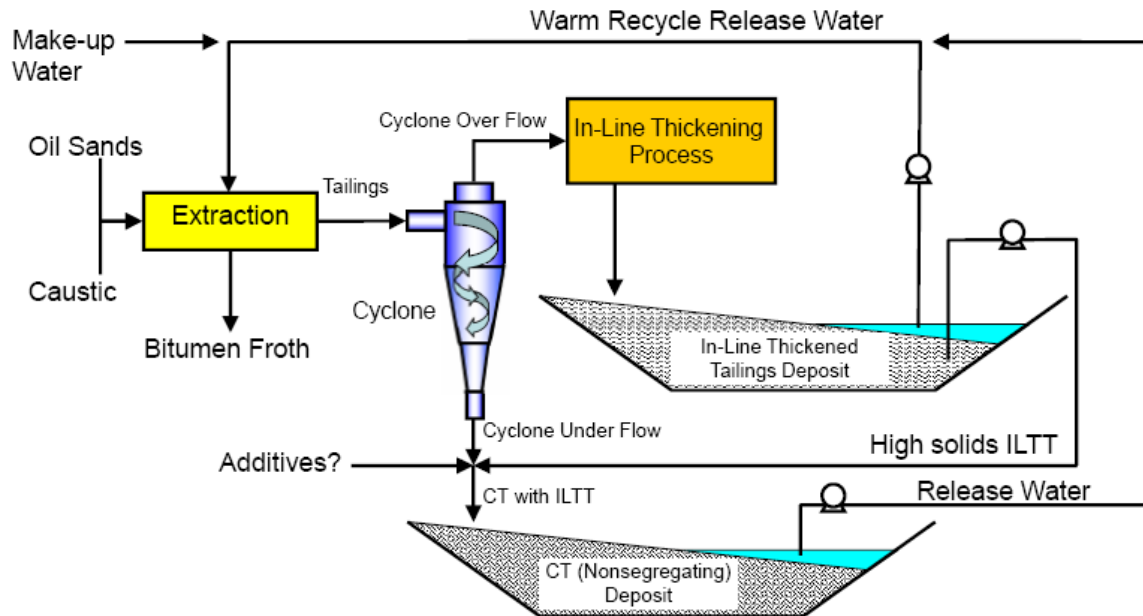 Warm Recycle Release Water
Make-up
Water
Cyclone Over Flow
In-Line Thickening
Process
Oil Sands
Tailings
Extraction
Caustic
Cyclone
Bitumen Froth
In-Line Thickened
Tailings Deposit
Cyclone Under Flow
High solids ILTT
Additives?
CT with ILTT
Release Water
CT (Nonsegregating)
Deposit